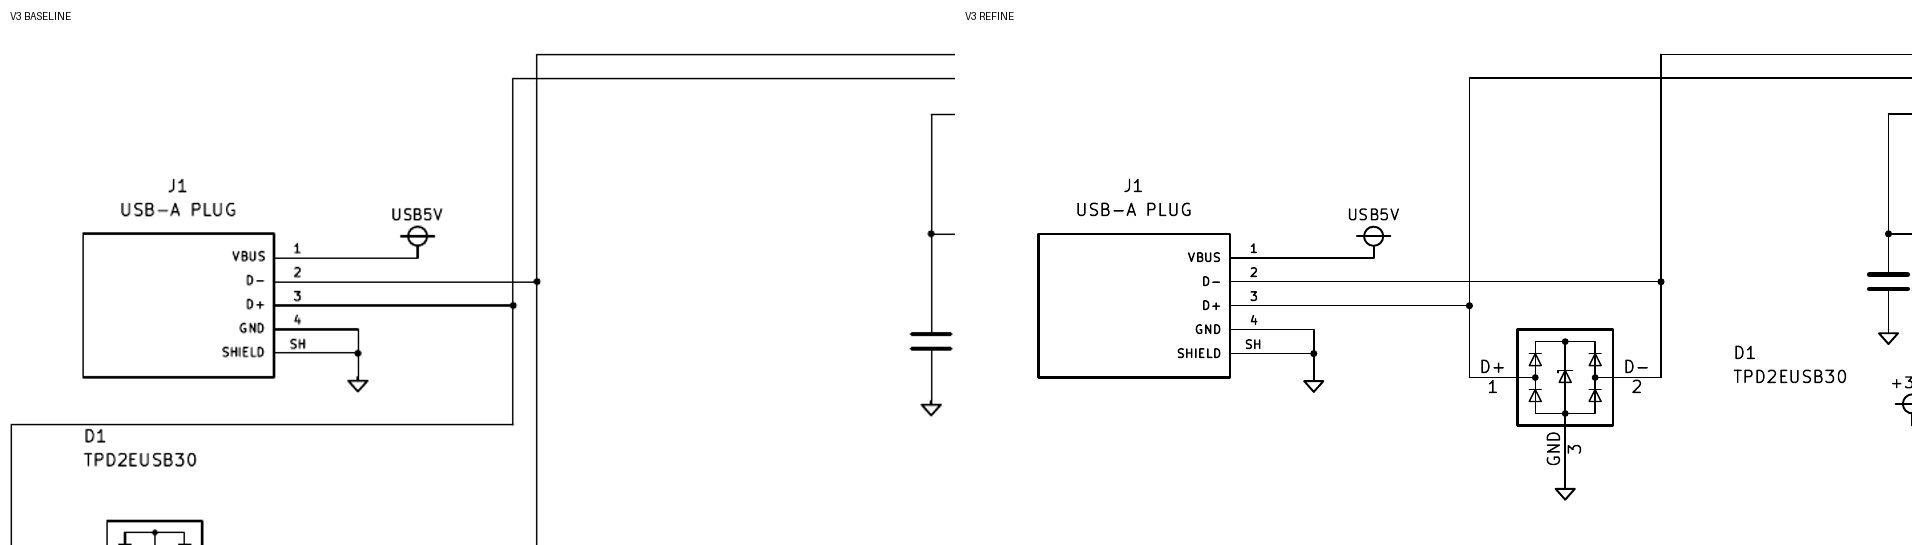 V3 BASELINE
J1
USB-A PLUG
USB5V
VBUS 1
D- 2
D+ 3
GND 4
SHIELD SH
D1
TPD2EUSB30
V3 REFINE
J1
USB-A PLUG
USB5V
VBUS 1
D- 2
D+ 3
GND 4
SHIELD SH
D+
1
D-
2
GND
3
D1
TPD2EUSB30
+3